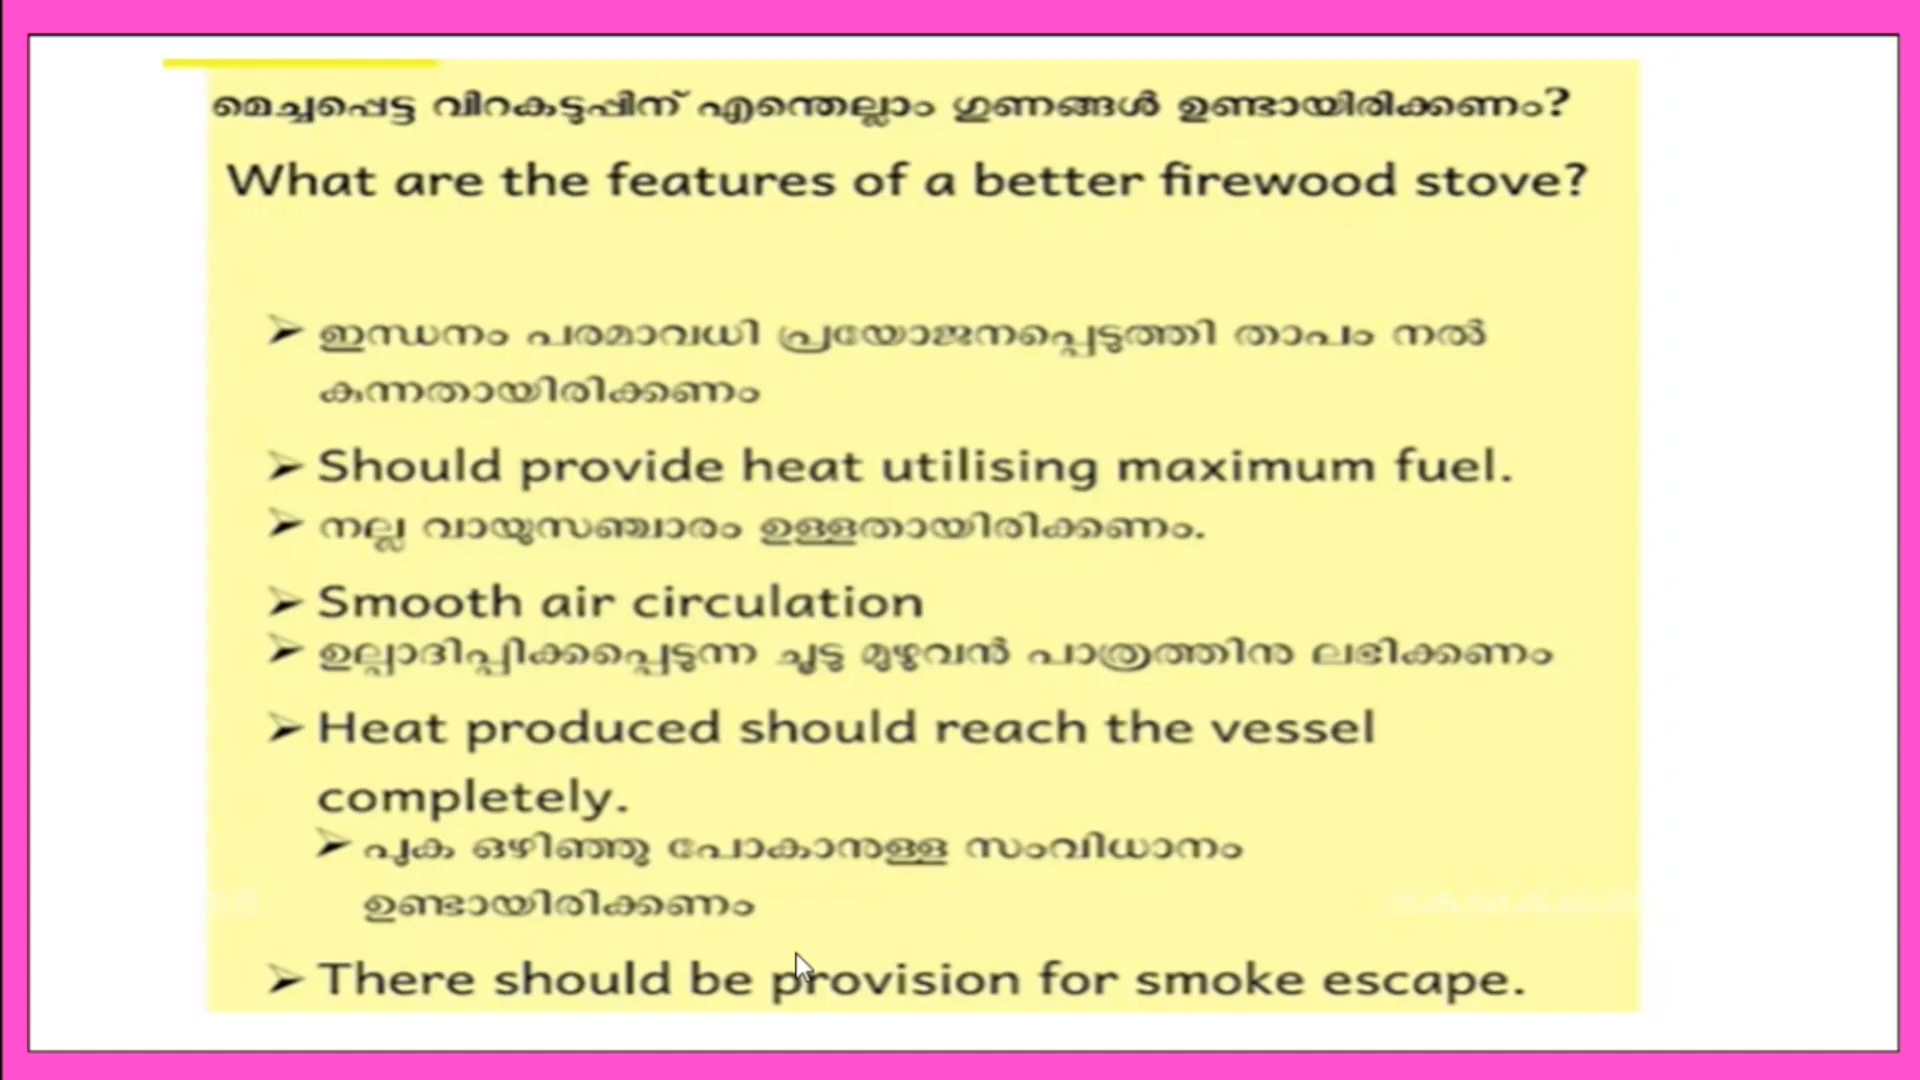 മെച്ചപ്പെട്ട വിറകടുപ്പിന് എന്തെല്ലാം ഗുണങ്ങൾ ഉണ്ടായിരിക്കണം?
What are the features of a better firewood stove?
➢ ഇന്ധനം പരമാവധി പ്രയോജനപ്പെടുത്തി താപം നൽ
കുന്നതായിരിക്കണം
➢ Should provide heat utilising maximum fuel.
➢ നല്ല വായുസഞ്ചാരം ഉള്ളതായിരിക്കണം.
➢ Smooth air circulation
➢ ഉല്പാദിപ്പിക്കപ്പെടുന്ന ചൂടു മുഴുവൻ പാത്രത്തിനു ലഭിക്കണം
➢ Heat produced should reach the vessel
completely.
➢ പുക ഒഴിഞ്ഞു പോകാനുള്ള സംവിധാനം
ഉണ്ടായിരിക്കണം
➢ There should be provision for smoke escape.